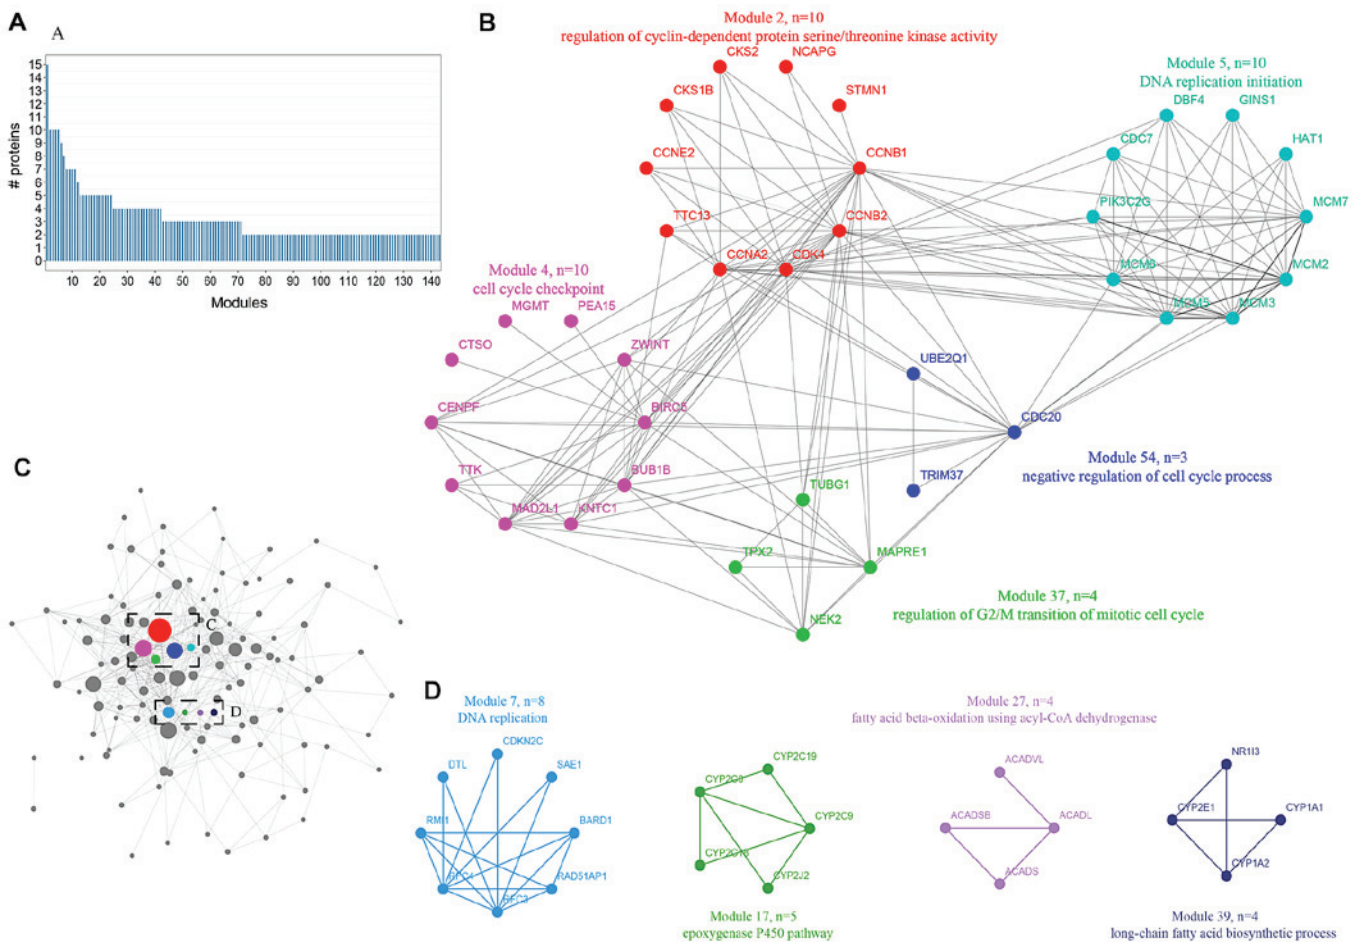 A
A
15
14
13
12
11
10
9
8
7
6
5
4
3
2
1
0
# proteins
10 20 30 40 50 60 70 80 90 100 110 120 130 140
Modules
B
Module 2, n=10
regulation of cyclin-dependent protein serine/threonine kinase activity
CKS2
NCAPG
CKS1B
STMN1
CCNE2
CCNB1
TTC13
CCNB2
CCNA2
CDK1
Module 5, n=10
DNA replication initiation
DBF4
GINS1
CDC7
HAT1
PIK3C2G
MCM7
MCM6
MCM2
MCM5
MCM3
Module 4, n=10
cell cycle checkpoint
MGMT
PEA15
CTSO
ZWINT
CENPF
BIRC5
TTK
BUB1B
MAD2L1
KNTC1
UBE2Q1
CDC20
TRIM37
Module 54, n=3
negative regulation of cell cycle process
TUBG1
TPX2
MAPRE1
NEK2
Module 37, n=4
regulation of G2/M transition of mitotic cell cycle
C
C
D
D
Module 7, n=8
DNA replication
CDKN2C
DTL
SAE1
RMI1
BARD1
RFC4
RAD51AP1
RFC3
CYP2C19
CYP2C9
CYP2J2
Module 17, n=5
epoxygenase P450 pathway
Module 27, n=4
fatty acid beta-oxidation using acyl-CoA dehydrogenase
ACADVL
ACADSB
ACADL
ACADS
NR1I3
CYP2E1
CYP1A1
CYP1A2
Module 39, n=4
long-chain fatty acid biosynthetic process